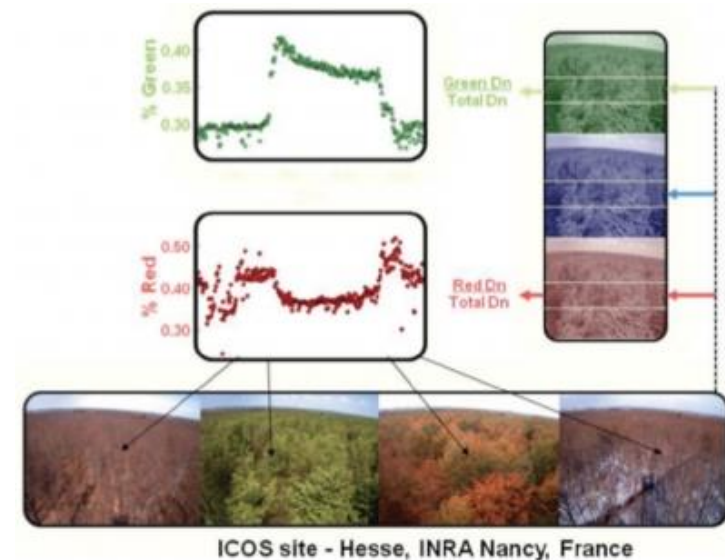 % Green
0.40
0.35
0.30
Green Dn
Total Dn
% Red
0.50
0.40
0.30
Red Dn
Total Dn
ICOS site - Hesse, INRA Nancy, France